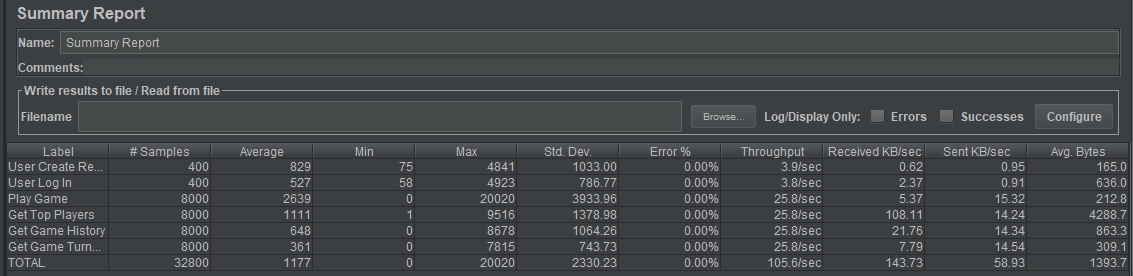 Summary Report
Name: Summary Report
Comments:
Write results to file / Read from file
Filename Browse... Log/Display Only: Errors Successes Configure
Label # Samples Average Min Max Std. Dev. Error % Throughput Received KB/sec Sent KB/sec Avg. Bytes
User Create Re... 400 829 75 4841 1033.00 0.00% 3.9/sec 0.62 0.95 165.0
User Log In 400 527 58 4923 786.77 0.00% 3.8/sec 2.37 0.91 636.0
Play Game 8000 2639 0 20020 3933.96 0.00% 25.8/sec 5.37 15.32 212.8
Get Top Players 8000 1111 1 9516 1378.98 0.00% 25.8/sec 108.11 14.24 4288.7
Get Game History 8000 648 0 8678 1064.26 0.00% 25.8/sec 21.76 14.34 863.3
Get Game Turn... 8000 361 0 7815 743.73 0.00% 25.8/sec 7.79 14.54 309.1
TOTAL 32800 1177 0 20020 2330.23 0.00% 105.6/sec 143.73 58.93 1393.7